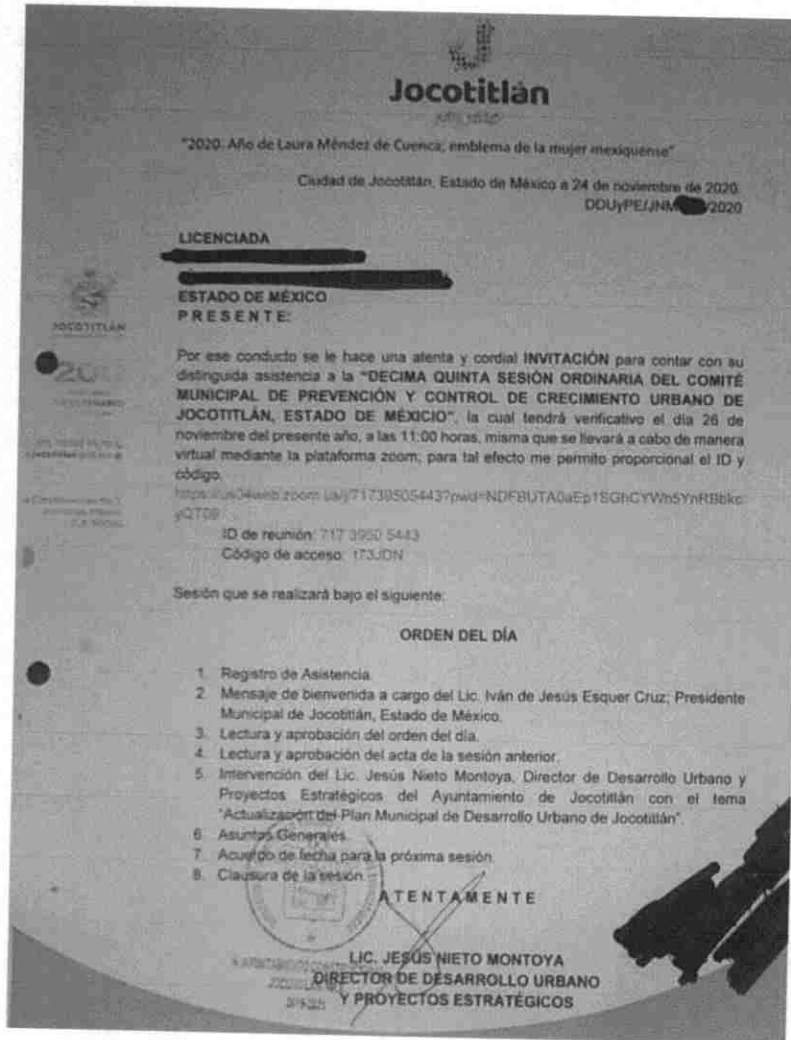 Jocotitlán
"2020. Año de Laura Méndez de Cuenca; emblema de la mujer mexiquense"
Ciudad de Jocotitlán, Estado de México a 24 de noviembre de 2020.
DDUyPE/JNM /2020
LICENCIADA
ESTADO DE MÉXICO
P R E S E N T E:
JOCOTITLÁN
Por ese conducto se le hace una atenta y cordial INVITACIÓN para contar con su
distinguida asistencia a la "DECIMA QUINTA SESIÓN ORDINARIA DEL COMITÉ
MUNICIPAL DE PREVENCIÓN Y CONTROL DE CRECIMIENTO URBANO DE
JOCOTITLÁN, ESTADO DE MÉXICIO", la cual tendrá verificativo el día 26 de
noviembre del presente año, a las 11:00 horas, misma que se llevará a cabo de manera
virtual mediante la plataforma zoom; para tal efecto me permito proporcional el ID y
código.
ID de reunión: 717 3950 5443
Código de acceso: t73JDN
Sesión que se realizará bajo el siguiente:
ORDEN DEL DÍA
1. Registro de Asistencia.
2. Mensaje de bienvenida a cargo del Lic. Iván de Jesús Esquer Cruz; Presidente
Municipal de Jocotitlán, Estado de México.
3. Lectura y aprobación del orden del día.
4. Lectura y aprobación del acta de la sesión anterior.
5. Intervención del Lic. Jesús Nieto Montoya, Director de Desarrollo Urbano y
Proyectos Estratégicos del Ayuntamiento de Jocotitlán con el tema
"Actualización del Plan Municipal de Desarrollo Urbano de Jocotitlán".
6. Asuntos Generales.
7. Acuerdo de fecha para la próxima sesión.
8. Clausura de la sesión.
A T E N T A M E N T E
LIC. JESÚS NIETO MONTOYA
DIRECTOR DE DESARROLLO URBANO
Y PROYECTOS ESTRATÉGICOS